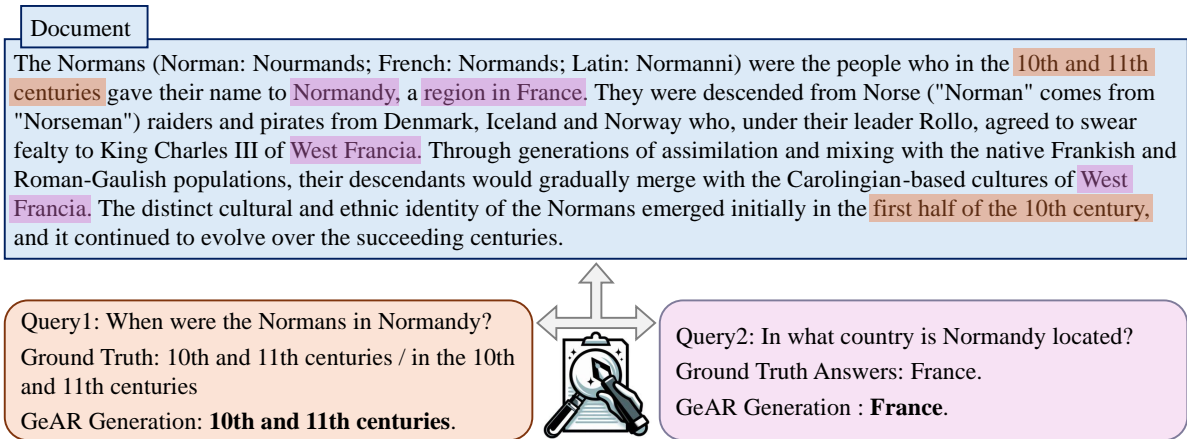 Document
The Normans (Norman: Nourmands; French: Normands; Latin: Normanni) were the people who in the 10th and 11th
centuries gave their name to Normandy, a region in France. They were descended from Norse ("Norman" comes from
"Norseman") raiders and pirates from Denmark, Iceland and Norway who, under their leader Rollo, agreed to swear
fealty to King Charles III of West Francia. Through generations of assimilation and mixing with the native Frankish and
Roman-Gaulish populations, their descendants would gradually merge with the Carolingian-based cultures of West
Francia. The distinct cultural and ethnic identity of the Normans emerged initially in the first half of the 10th century,
and it continued to evolve over the succeeding centuries.
Query1: When were the Normans in Normandy?
Ground Truth: 10th and 11th centuries / in the 10th
and 11th centuries
GeAR Generation: 10th and 11th centuries.
Query2: In what country is Normandy located?
Ground Truth Answers: France.
GeAR Generation : France.